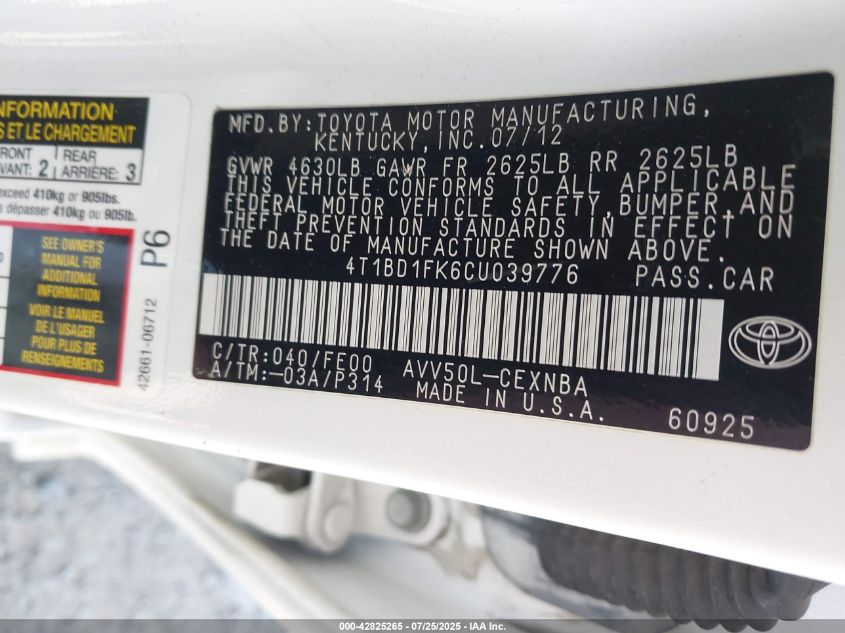 NFORMATION
S ET LE CHARGEMENT
FRONT
VANT: 2
REAR
ARRIÈRE: 3
exceed 410kg or 905lbs.
s dépasser 410kg ou 905lb.
SEE OWNER'S
MANUAL FOR
ADDITIONAL
INFORMATION
VOIR LE MANUEL
DE L'USAGER
POUR PLUS DE
RENSEIGNEMENTS
P6
42661-06712
MFD.BY:TOYOTA MOTOR MANUFACTURING,
KENTUCKY,INC.07/12
GVWR 4630LB GAWR FR 2625LB RR 2625LB
THIS VEHICLE CONFORMS TO ALL APPLICABLE
FEDERAL MOTOR VEHICLE SAFETY,BUMPER,AND
THEFT PREVENTION STANDARDS IN EFFECT ON
THE DATE OF MANUFACTURE SHOWN ABOVE.
4T1BD1FK6CU039776 PASS.CAR
C/TR:040/FE00 AVV50L-CEXNBA
A/TM:-03A/P314 MADE IN U.S.A.
60925
000-42825265 | 07/25/2025 | IAA Inc.